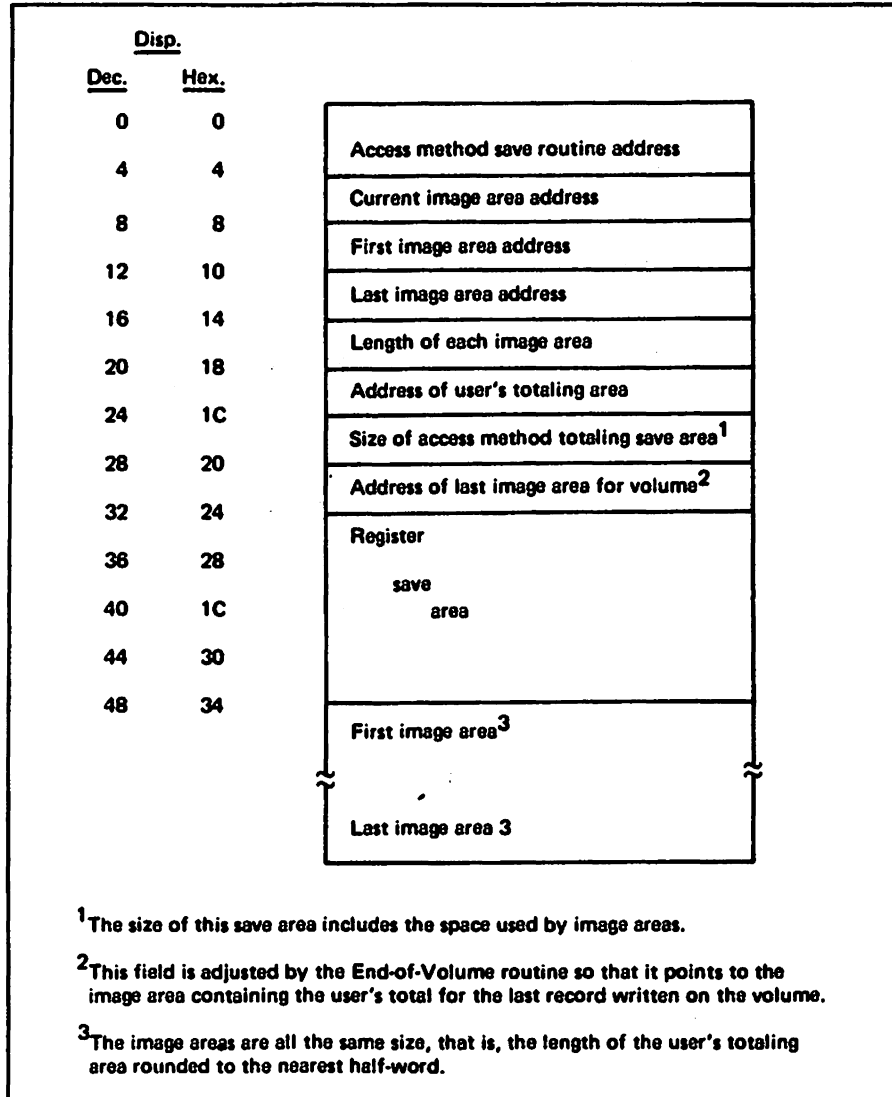 Disp.
Dec. Hex.
0 0
Access method save routine address
4 4
Current image area address
8 8
First image area address
12 10
Last image area address
16 14
Length of each image area
20 18
Address of user's totaling area
24 1C
Size of access method totaling save area1
28 20
Address of last image area for volume2
32 24
Register
36 28
save
40 1C
area
44 30
48 34
First image area3
Last image area 3
1The size of this save area includes the space used by image areas.
2This field is adjusted by the End-of-Volume routine so that it points to the
image area containing the user's total for the last record written on the volume.
3The image areas are all the same size, that is, the length of the user's totaling
area rounded to the nearest half-word.